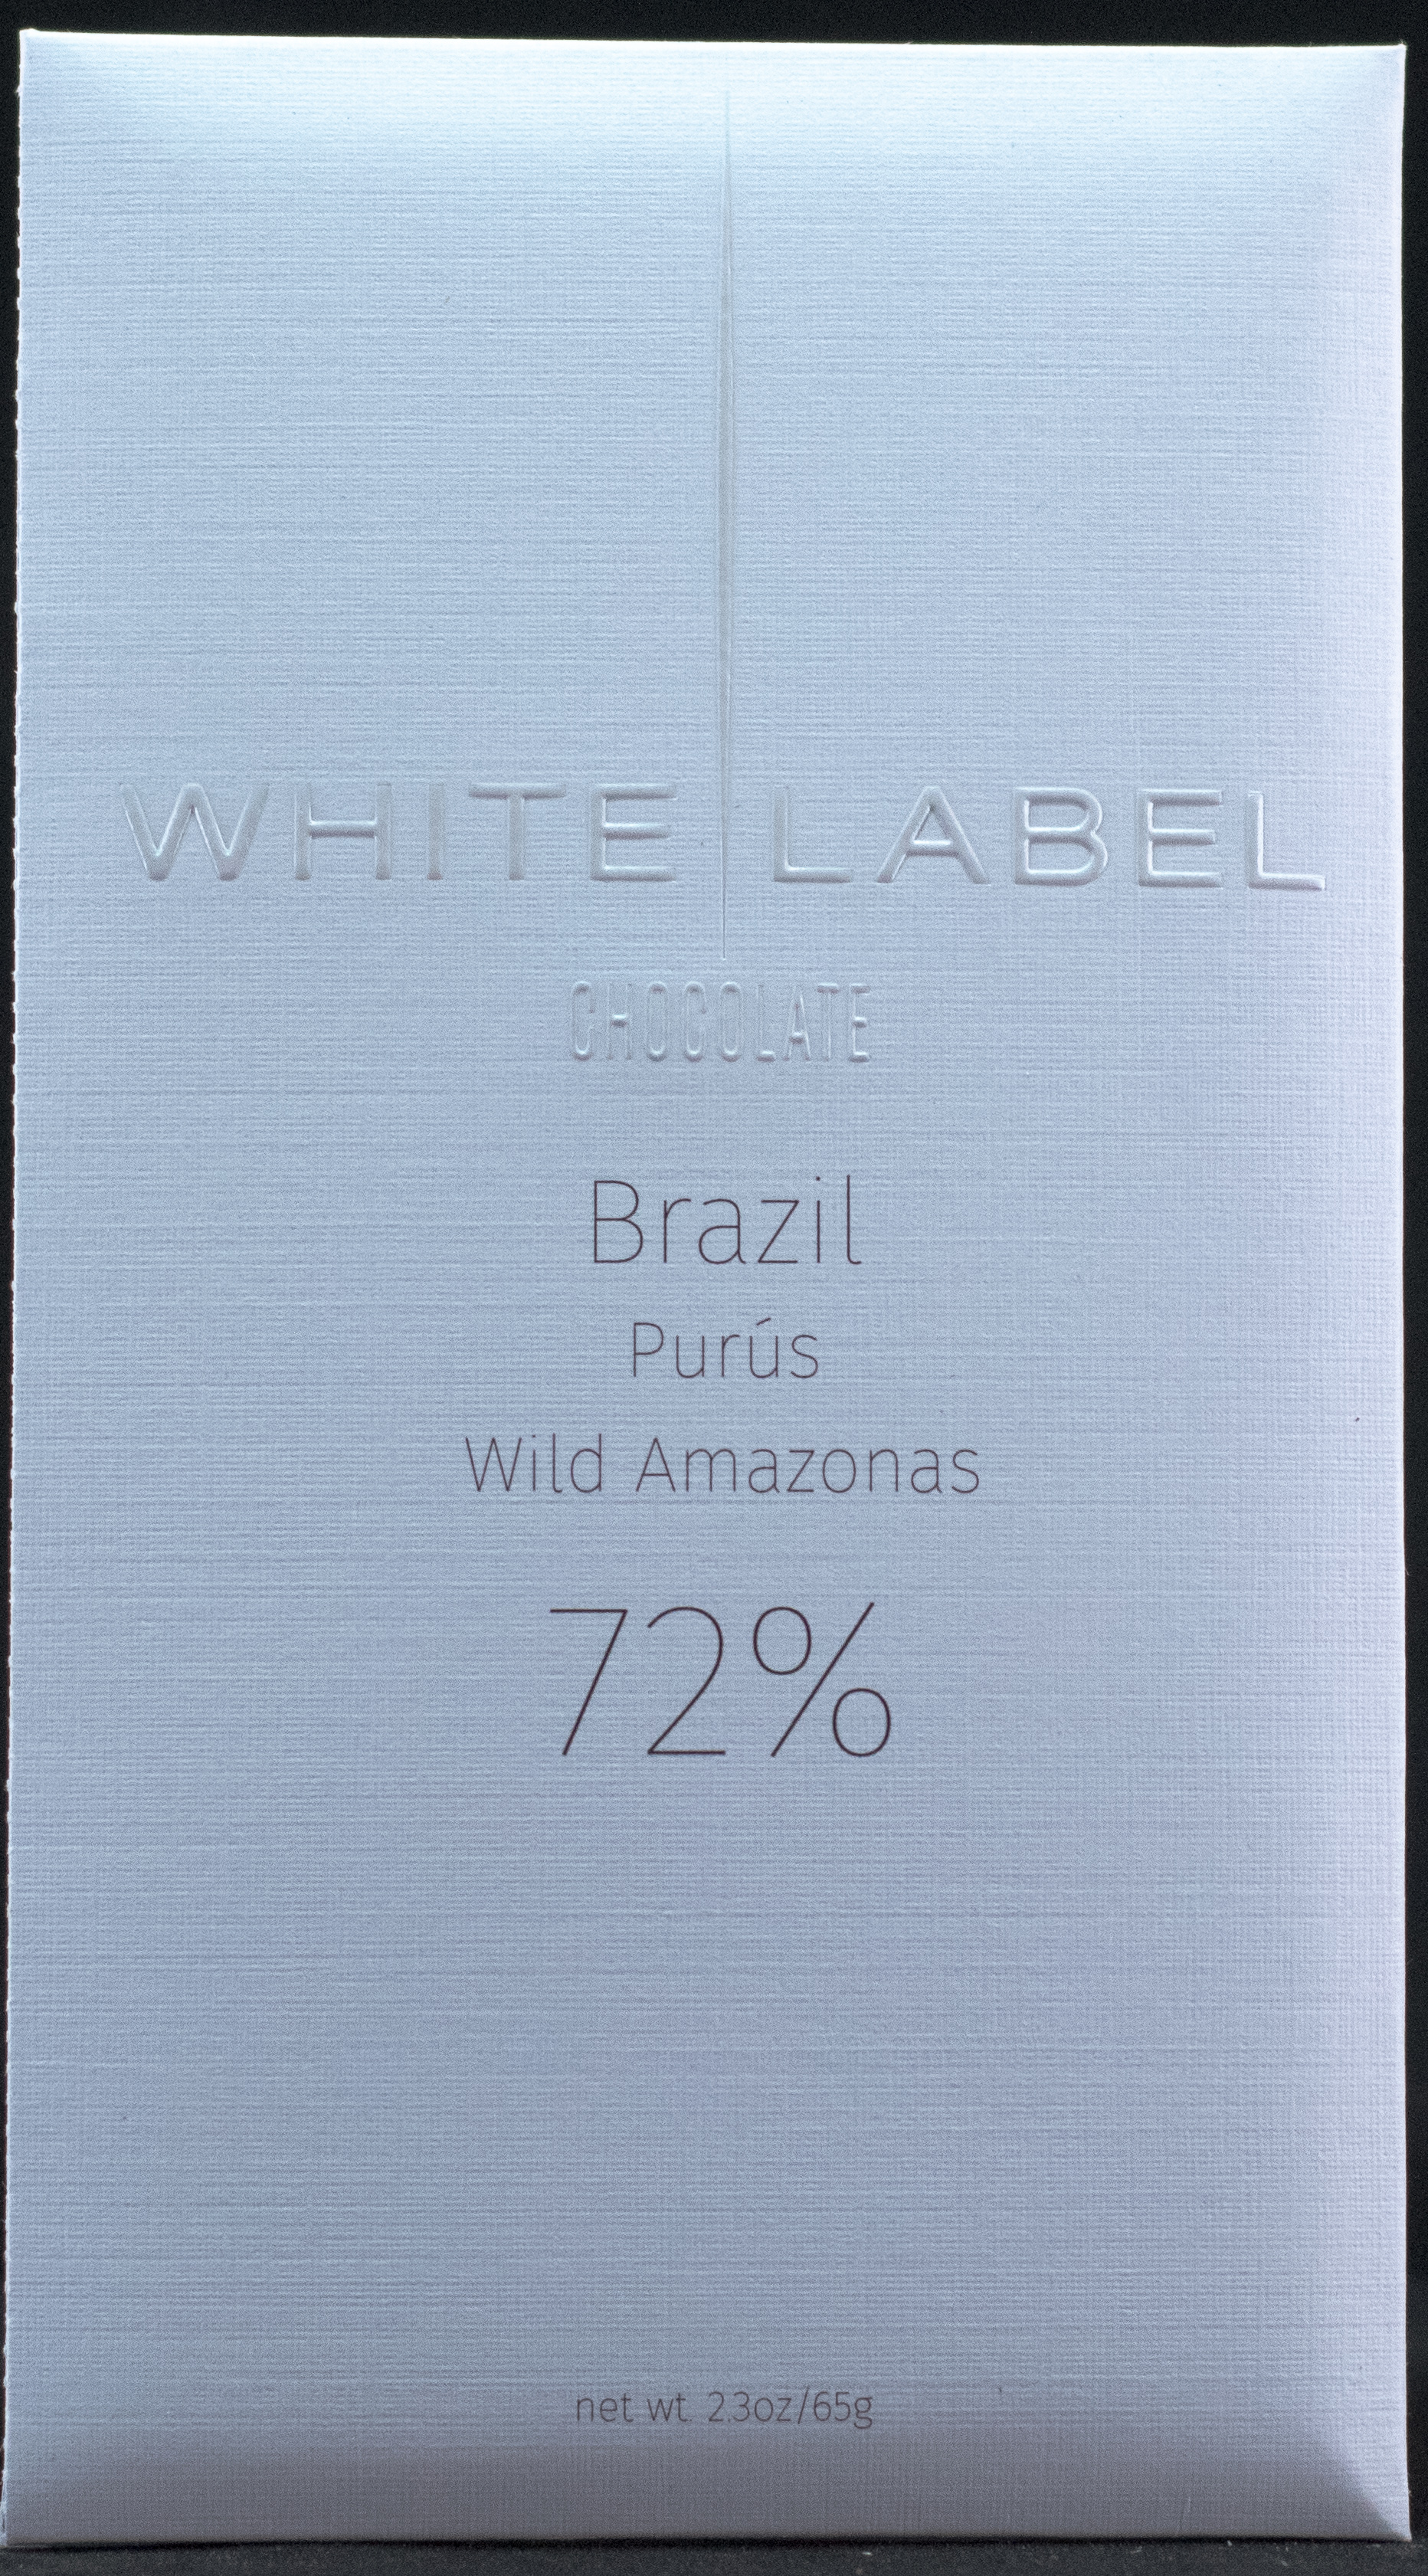 WHITE LABEL
CHOCOLATE
Brazil
Purús
Wild Amazonas
72%
net wt. 2.3oz/65g